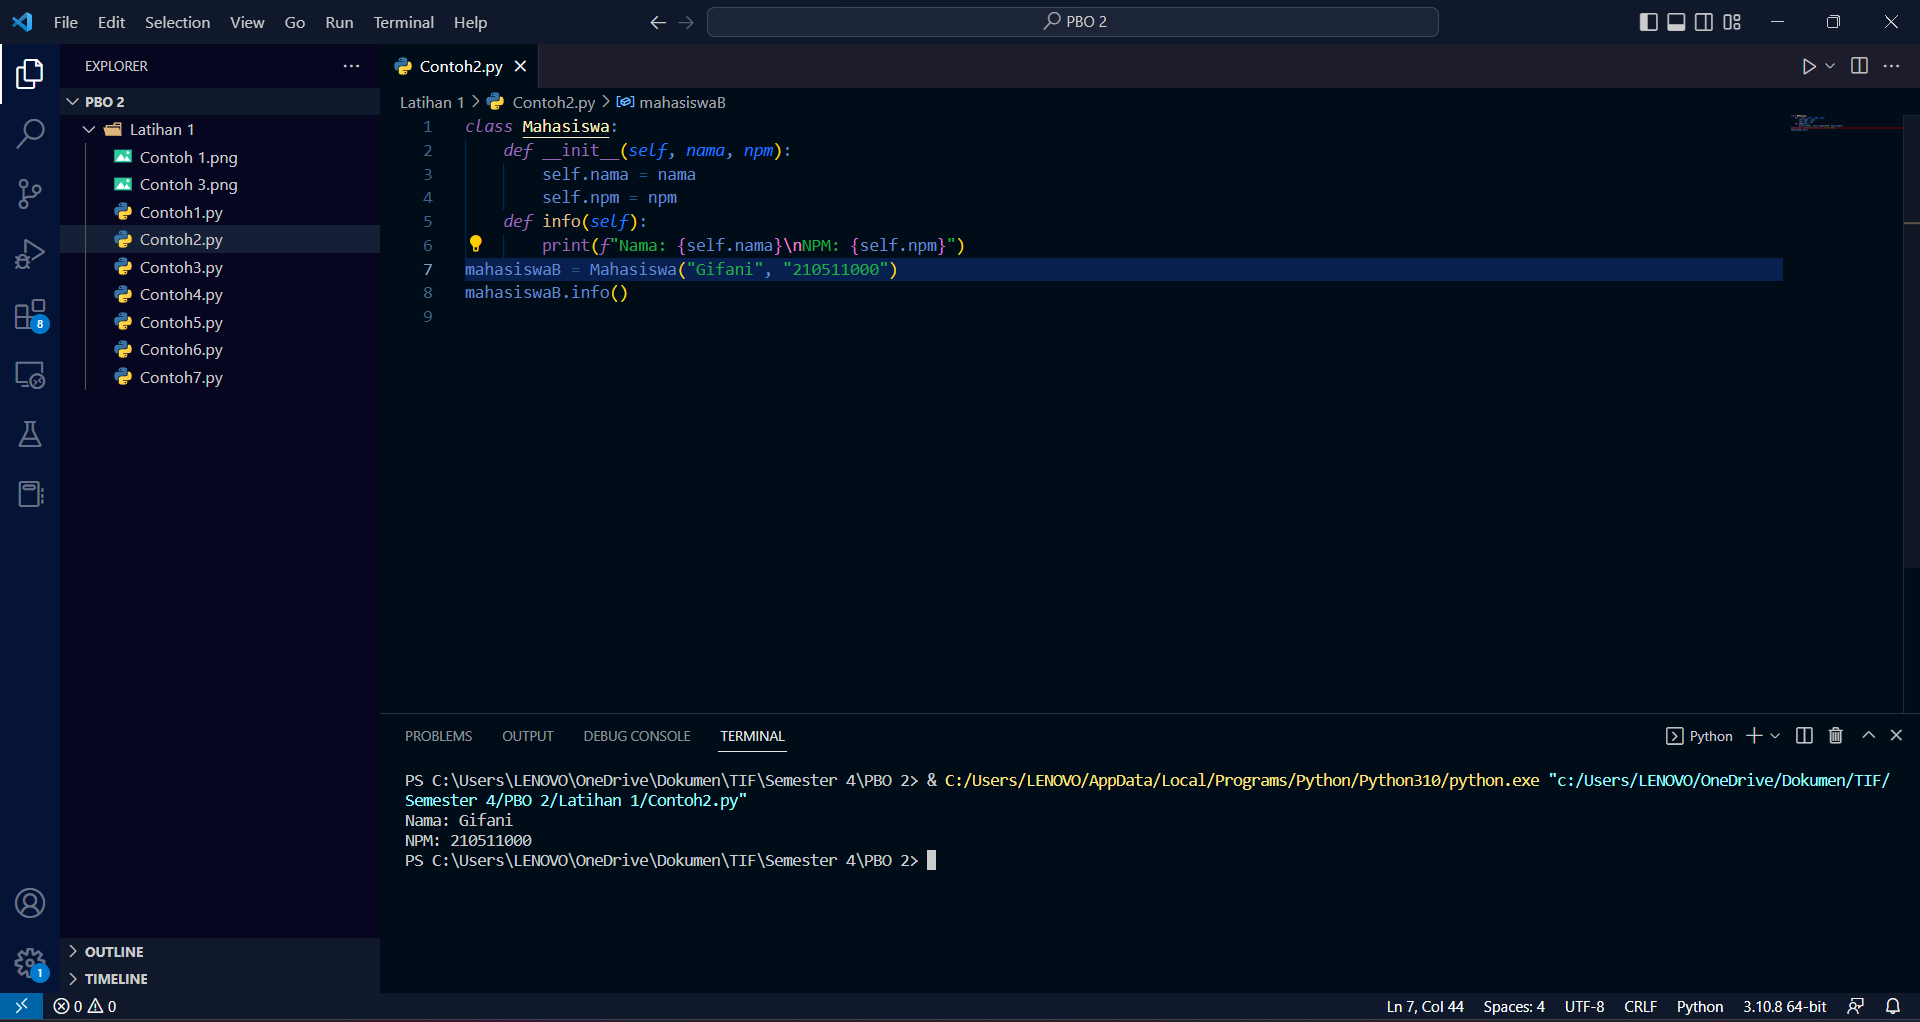 File Edit Selection View Go Run Terminal Help
PBO 2
EXPLORER
PBO 2
Latihan 1
Contoh 1.png
Contoh 3.png
Contoh1.py
Contoh2.py
Contoh3.py
Contoh4.py
Contoh5.py
Contoh6.py
Contoh7.py
OUTLINE
TIMELINE
8
1
Contoh2.py
Latihan 1 > Contoh2.py > mahasiswaB
1 class Mahasiswa:
2     def __init__(self, nama, npm):
3         self.nama = nama
4         self.npm = npm
5     def info(self):
6         print(f"Nama: {self.nama}\nNPM: {self.npm}")
7 mahasiswaB = Mahasiswa("Gifani", "210511000")
8 mahasiswaB.info()
9
PROBLEMS OUTPUT DEBUG CONSOLE TERMINAL
Python
PS C:\Users\LENOVO\OneDrive\Dokumen\TIF\Semester 4\PBO 2> & C:/Users/LENOVO/AppData/Local/Programs/Python/Python310/python.exe "c:/Users/LENOVO/OneDrive/Dokumen/TIF/
Semester 4/PBO 2/Latihan 1/Contoh2.py"
Nama: Gifani
NPM: 210511000
PS C:\Users\LENOVO\OneDrive\Dokumen\TIF\Semester 4\PBO 2>
0 0
Ln 7, Col 44 Spaces: 4 UTF-8 CRLF Python 3.10.8 64-bit